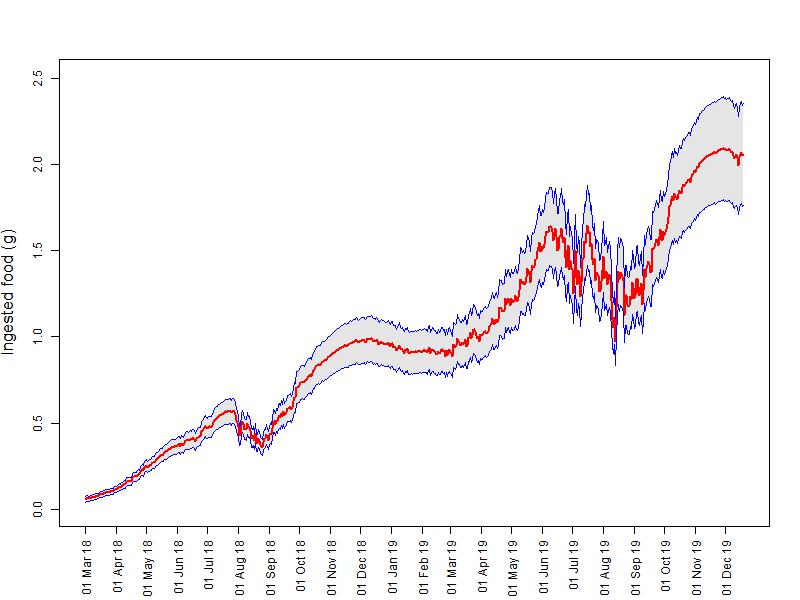 Ingested food (g)
2.5
2.0
1.5
1.0
0.5
0.0
01 Mar 18
01 Apr 18
01 May 18
01 Jun 18
01 Jul 18
01 Aug 18
01 Sep 18
01 Oct 18
01 Nov 18
01 Dec 18
01 Jan 19
01 Feb 19
01 Mar 19
01 Apr 19
01 May 19
01 Jun 19
01 Jul 19
01 Aug 19
01 Sep 19
01 Oct 19
01 Nov 19
01 Dec 19